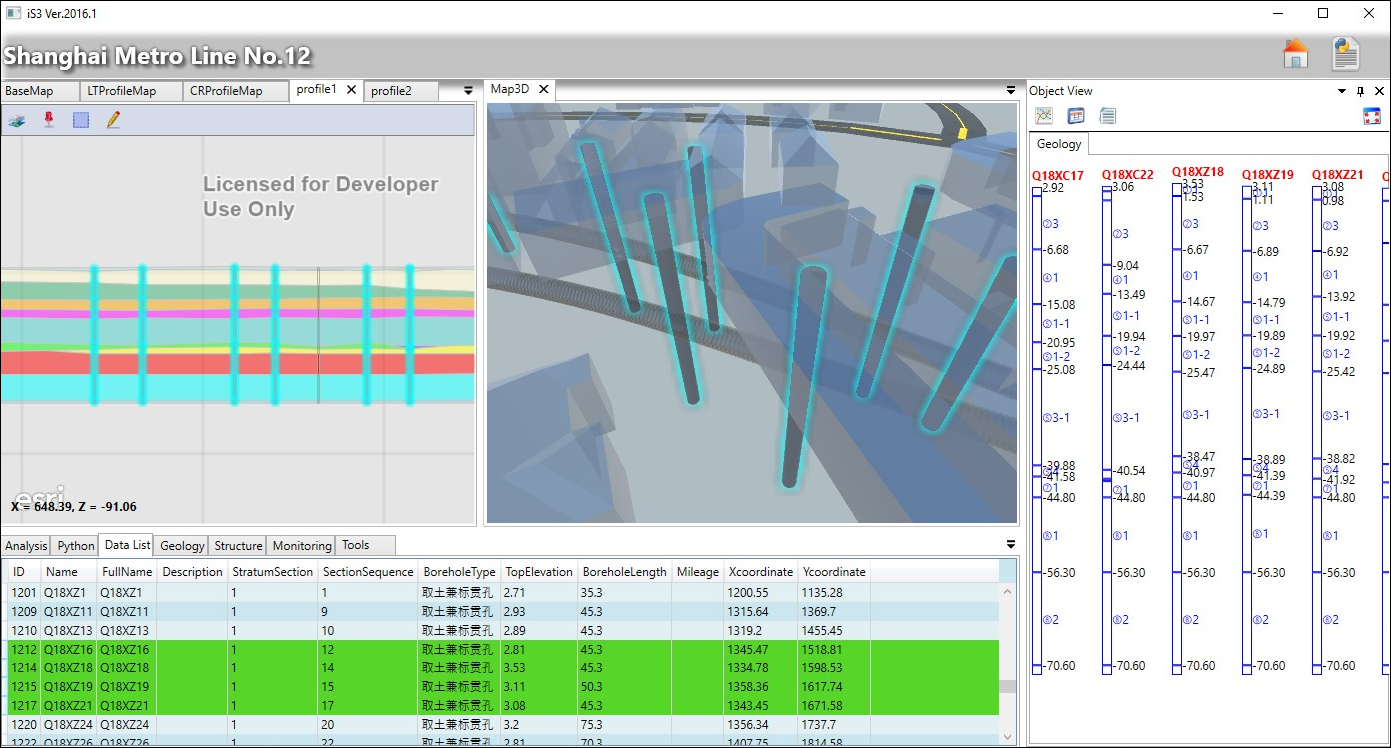 iS3 Ver.2016.1
Shanghai Metro Line No.12
BaseMap LTProfileMap CRProfileMap profile1 profile2
Map3D
Object View
Geology
Licensed for Developer
Use Only
esri
X = 648.39, Z = -91.06
Q18XC17 Q18XC22 Q18XZ18 Q18XZ19 Q18XZ21
2.92 3.06 3.53 3.11 3.08
1.53 1.11 0.98
②3 ②3 ②3 ②3 ②3
-6.68 -9.04 -6.67 -6.89 -6.92
④1 ④1 ④1 ④1 ④1
-15.08 -13.49 -14.67 -14.79 -13.92
⑤1-1 ⑤1-1 ⑤1-1 ⑤1-1 ⑤1-1
-20.95 -19.94 -19.97 -19.89 -19.92
⑤1-2 ⑤1-2 ⑤1-2 ⑤1-2 ⑤1-2
-25.08 -24.44 -25.47 -24.89 -25.42
⑤3-1 ⑤3-1 ⑤3-1 ⑤3-1 ⑤3-1
-39.88 -40.54 -38.47 -38.89 -38.82
⑤4 ⑤4 ⑤4 ⑤4
-41.58 -40.97 -41.39 -41.92
⑦1 ⑦1 ⑦1 ⑦1 ⑦1
-44.80 -44.80 -44.80 -44.39 -44.80
⑧1 ⑧1 ⑧1 ⑧1 ⑧1
-56.30 -56.30 -56.30 -56.30 -56.30
⑧2 ⑧2 ⑧2 ⑧2 ⑧2
-70.60 -70.60 -70.60 -70.60 -70.60
Analysis Python Data List Geology Structure Monitoring Tools
ID Name FullName Description StratumSection SectionSequence BoreholeType TopElevation BoreholeLength Mileage Xcoordinate Ycoordinate
1201 Q18XZ1 Q18XZ1 1 1 取土兼标贯孔 2.71 35.3 1200.55 1135.28
1209 Q18XZ11 Q18XZ11 1 9 取土兼标贯孔 2.93 45.3 1315.64 1369.7
1210 Q18XZ13 Q18XZ13 1 10 取土兼标贯孔 2.89 45.3 1319.2 1455.45
1212 Q18XZ16 Q18XZ16 1 12 取土兼标贯孔 2.81 45.3 1345.47 1518.81
1214 Q18XZ18 Q18XZ18 1 14 取土兼标贯孔 3.53 45.3 1334.78 1598.53
1215 Q18XZ19 Q18XZ19 1 15 取土兼标贯孔 3.11 50.3 1358.36 1617.74
1217 Q18XZ21 Q18XZ21 1 17 取土兼标贯孔 3.08 45.3 1343.45 1671.58
1220 Q18XZ24 Q18XZ24 1 20 取土兼标贯孔 3.2 75.3 1356.34 1737.7
1222 Q18XZ26 Q18XZ26 1 22 取土兼标贯孔 2.81 70.3 1407.75 1814.58